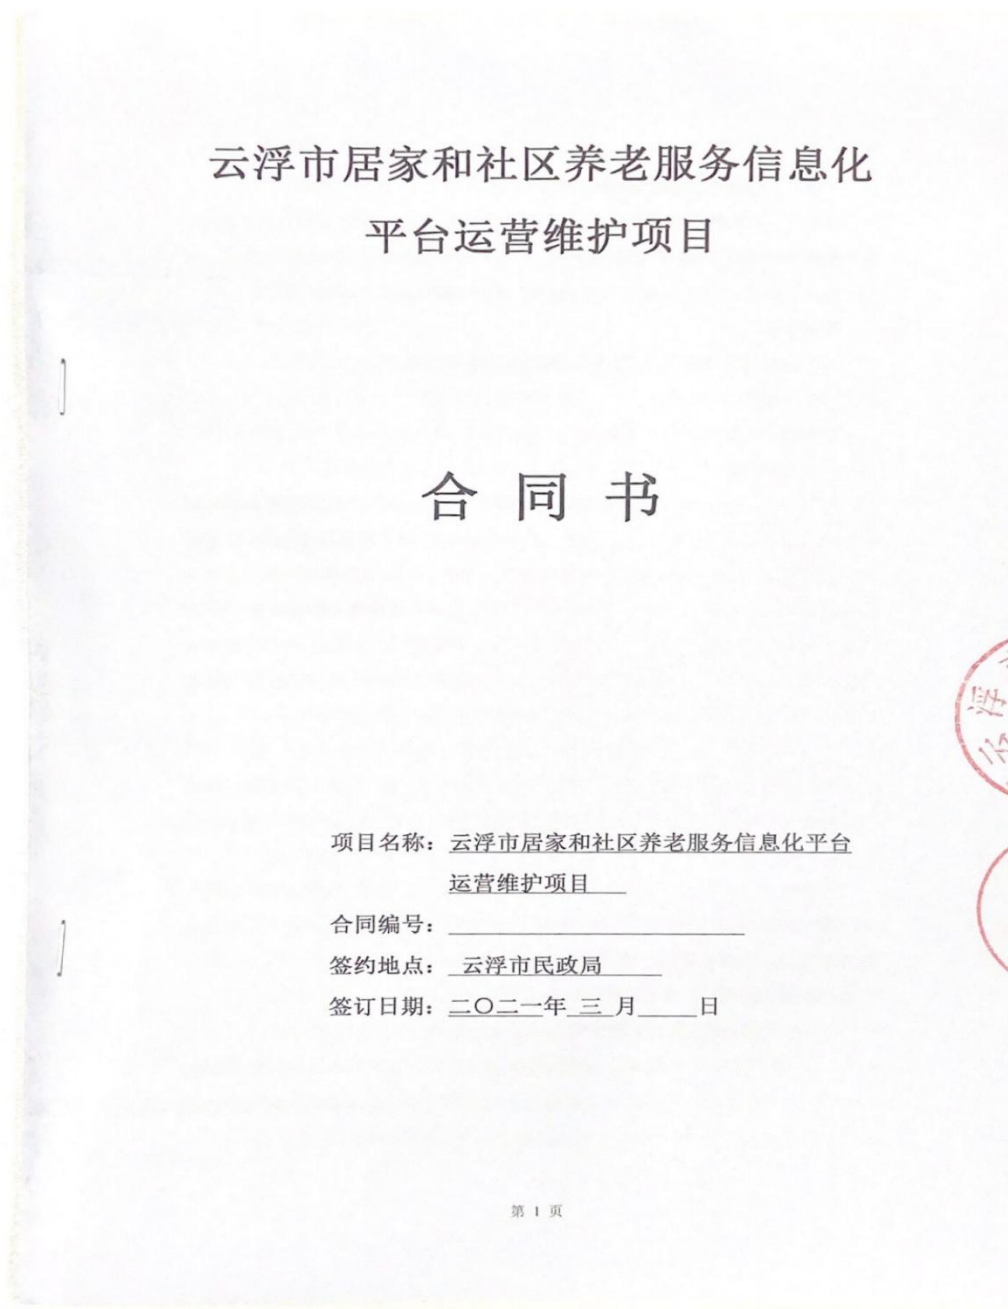 云浮市居家和社区养老服务信息化
平台运营维护项目
合同书
项目名称：云浮市居家和社区养老服务信息化平台
运营维护项目
合同编号：
签约地点：云浮市民政局
签订日期：二〇二一年 三 月 日
云浮
第 1 页